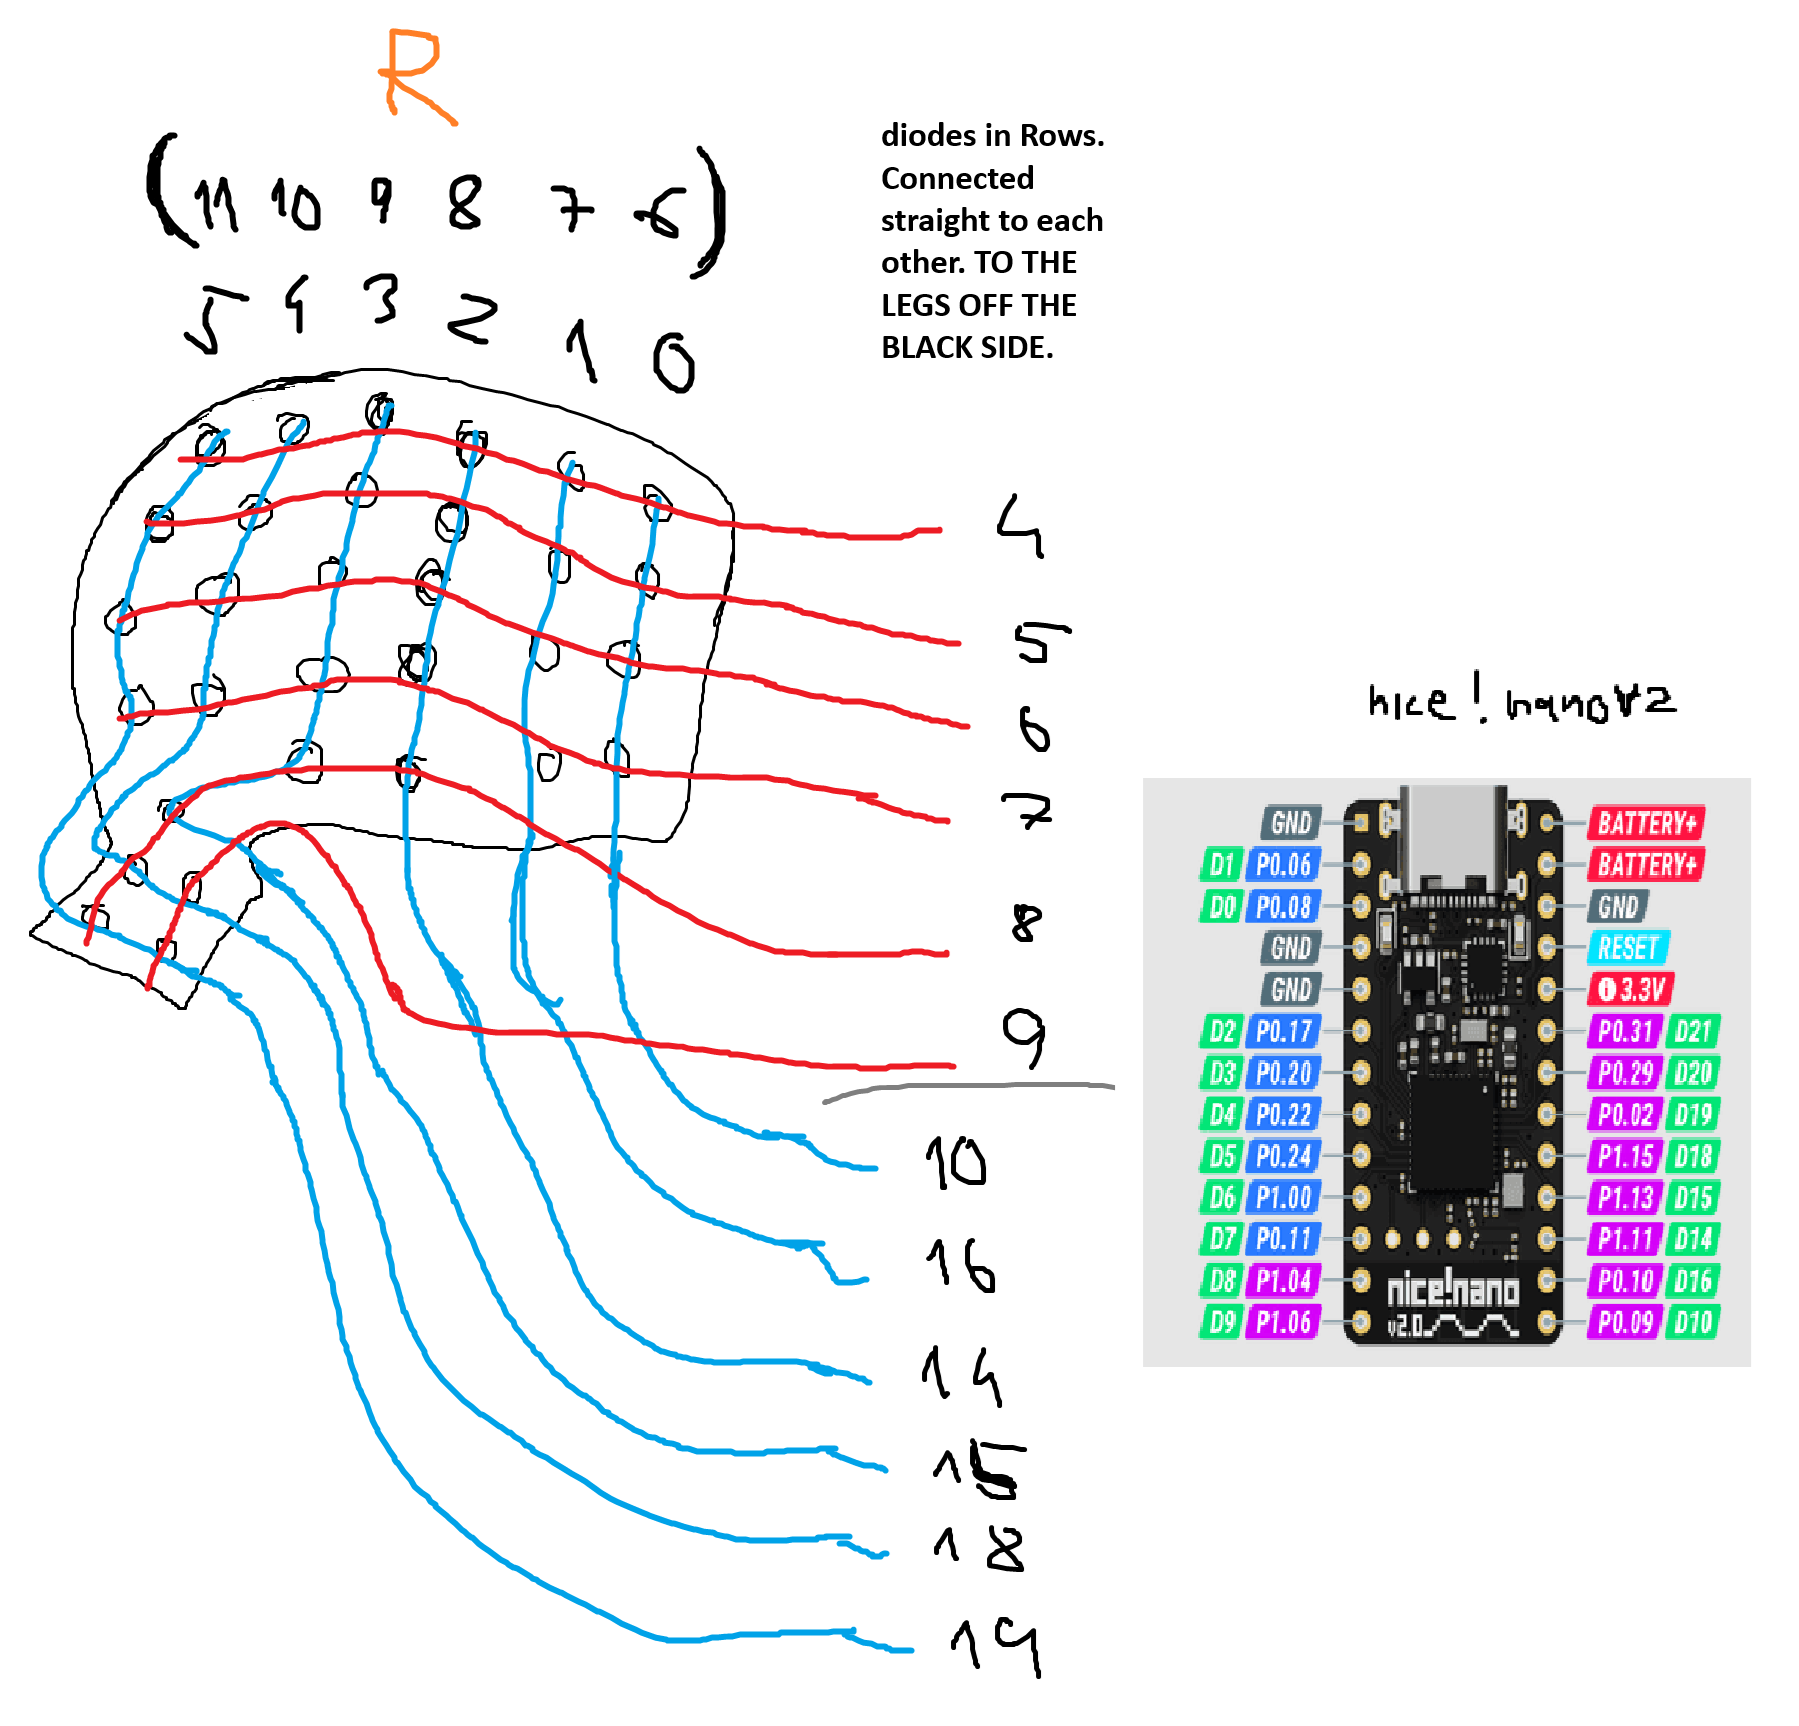 R
(11 10 9 8 7 6)
5 4 3 2 1 0
diodes in Rows.
Connected
straight to each
other. TO THE
LEGS OFF THE
BLACK SIDE.
4
5
6
7
8
9
10
16
14
15
18
19
nice!nanoV2
GND BATTERY+
D1 P0.06 BATTERY+
D0 P0.08 GND
GND RESET
GND 3.3V
D2 P0.17 P0.31 D21
D3 P0.20 P0.29 D20
D4 P0.22 P0.02 D19
D5 P0.24 P1.15 D18
D6 P1.00 P1.13 D15
D7 P0.11 P1.11 D14
D8 P1.04 nice!nano P0.10 D16
D9 P1.06 v2.0 P0.09 D10